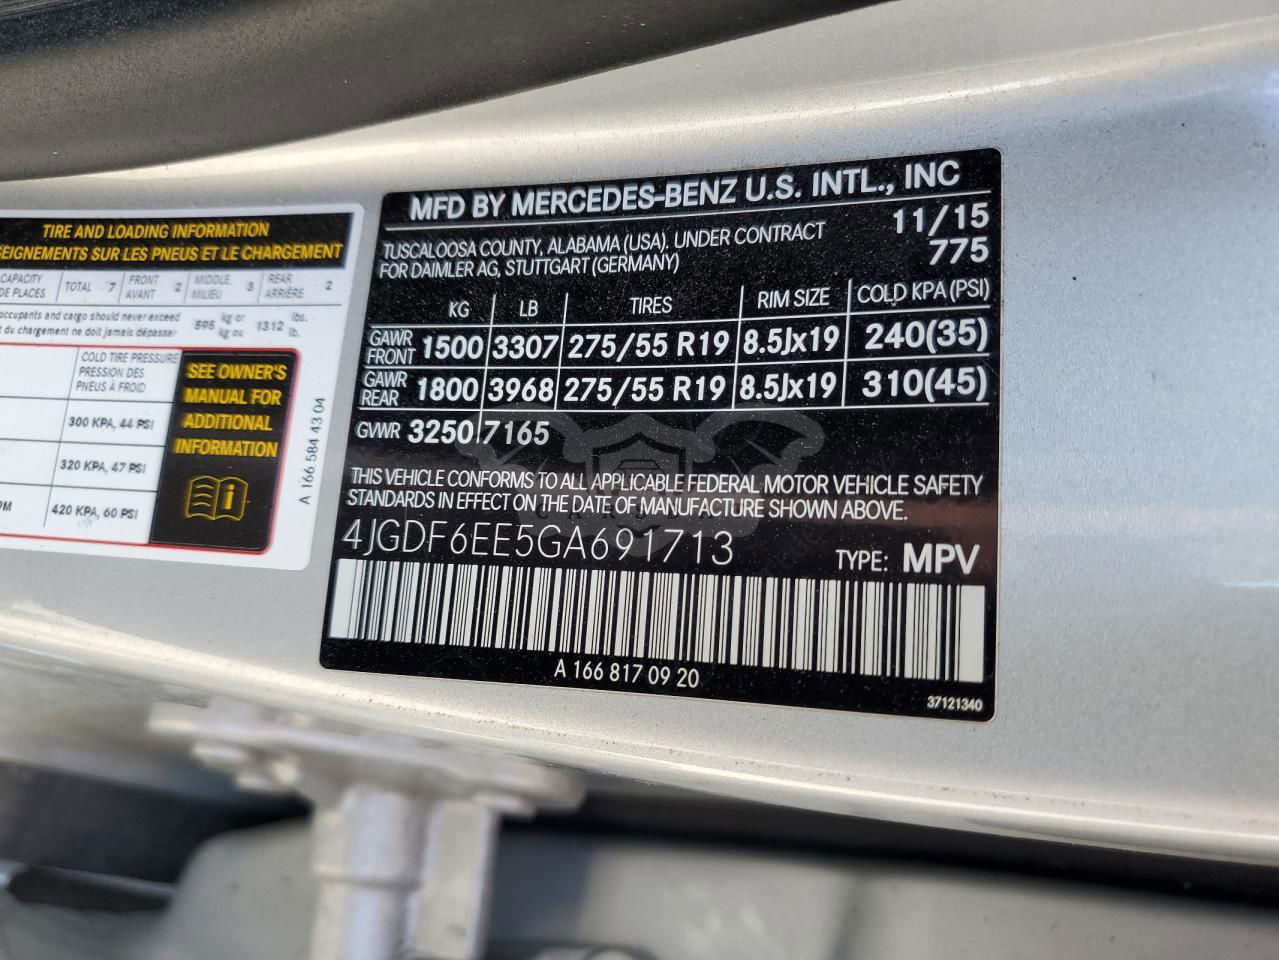 TIRE AND LOADING INFORMATION
SEIGNEMENTS SUR LES PNEUS ET LE CHARGEMENT
CAPACITY
DE PLACES
TOTAL 7
FRONT
AVANT 2
MIDDLE
MILIEU 3
REAR
ARRIÈRE 2
occupants and cargo should never exceed
du chargement ne doit jamais dépasser
595 kg or
kg ou
1312 lbs.
lb.
COLD TIRE PRESSURE
PRESSION DES
PNEUS À FROID
300 KPA, 44 PSI
320 KPA, 47 PSI
420 KPA, 60 PSI
SEE OWNER'S
MANUAL FOR
ADDITIONAL
INFORMATION
A 166 584 43 04
MFD BY MERCEDES-BENZ U.S. INTL., INC
TUSCALOOSA COUNTY, ALABAMA (USA). UNDER CONTRACT
FOR DAIMLER AG, STUTTGART (GERMANY)
11/15
775
KG LB TIRES RIM SIZE COLD KPA (PSI)
GAWR
FRONT 1500 3307 275/55 R19 8.5Jx19 240(35)
GAWR
REAR 1800 3968 275/55 R19 8.5Jx19 310(45)
GVWR 3250 7165
THIS VEHICLE CONFORMS TO ALL APPLICABLE FEDERAL MOTOR VEHICLE SAFETY
STANDARDS IN EFFECT ON THE DATE OF MANUFACTURE SHOWN ABOVE.
4JGDF6EE5GA691713
TYPE: MPV
A 166 817 09 20
37121340